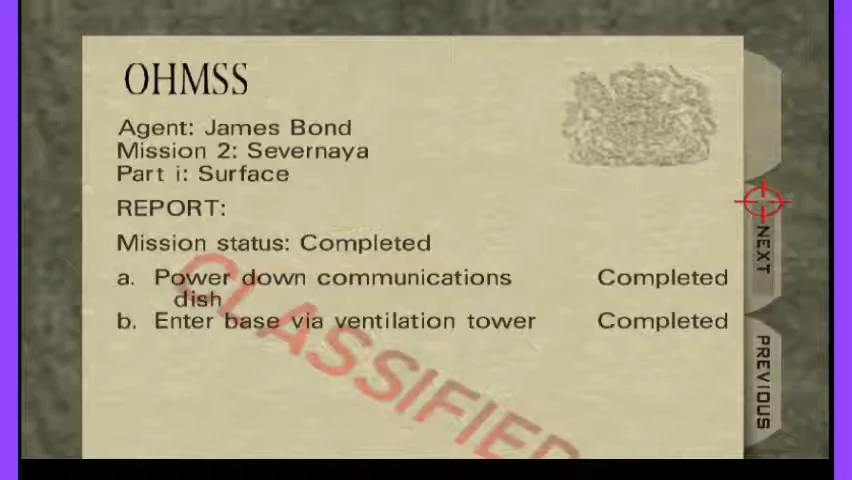 OHMSS
Agent: James Bond
Mission 2: Severnaya
Part i: Surface
REPORT:
Mission status: Completed
a. Power down communications dish Completed
b. Enter base via ventilation tower Completed
CLASSIFIED
NEXT
PREVIOUS